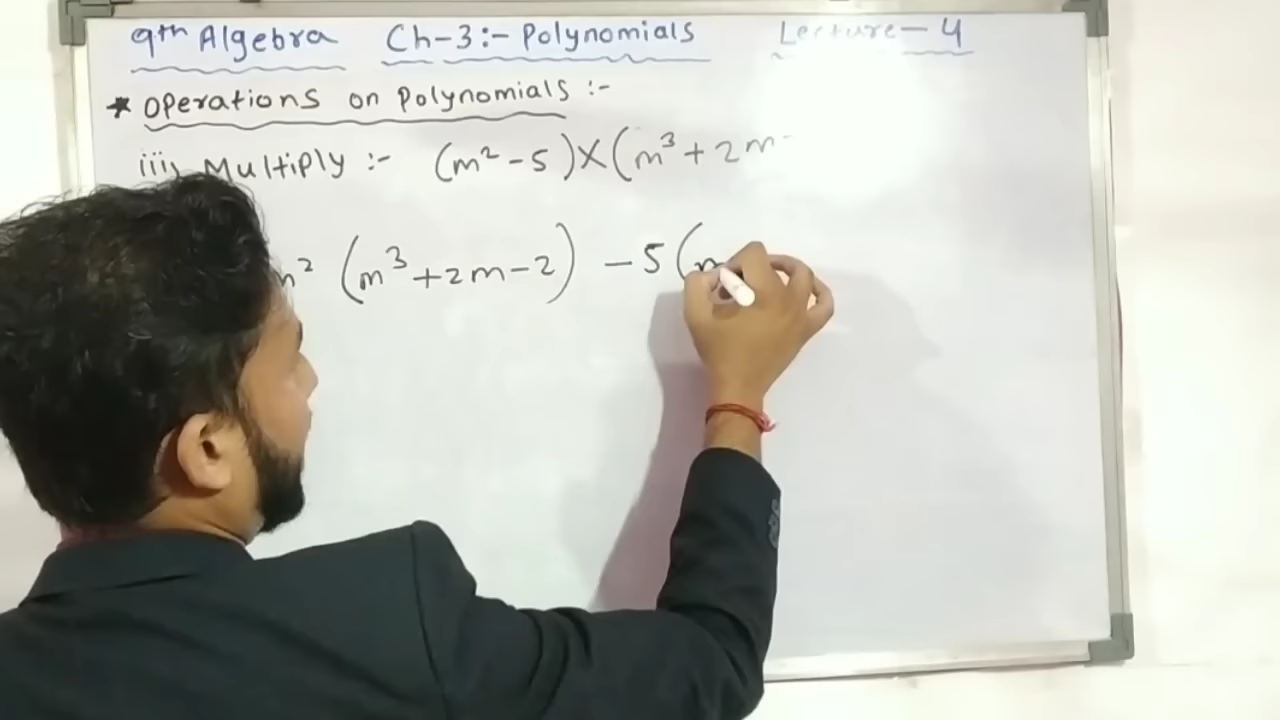 9th Algebra Ch-3:- Polynomials Lecture-4
* Operations on Polynomials :-
iii) Multiply :- (m²-5)×(m³+2m-
m² (m³+2m-2) -5(m